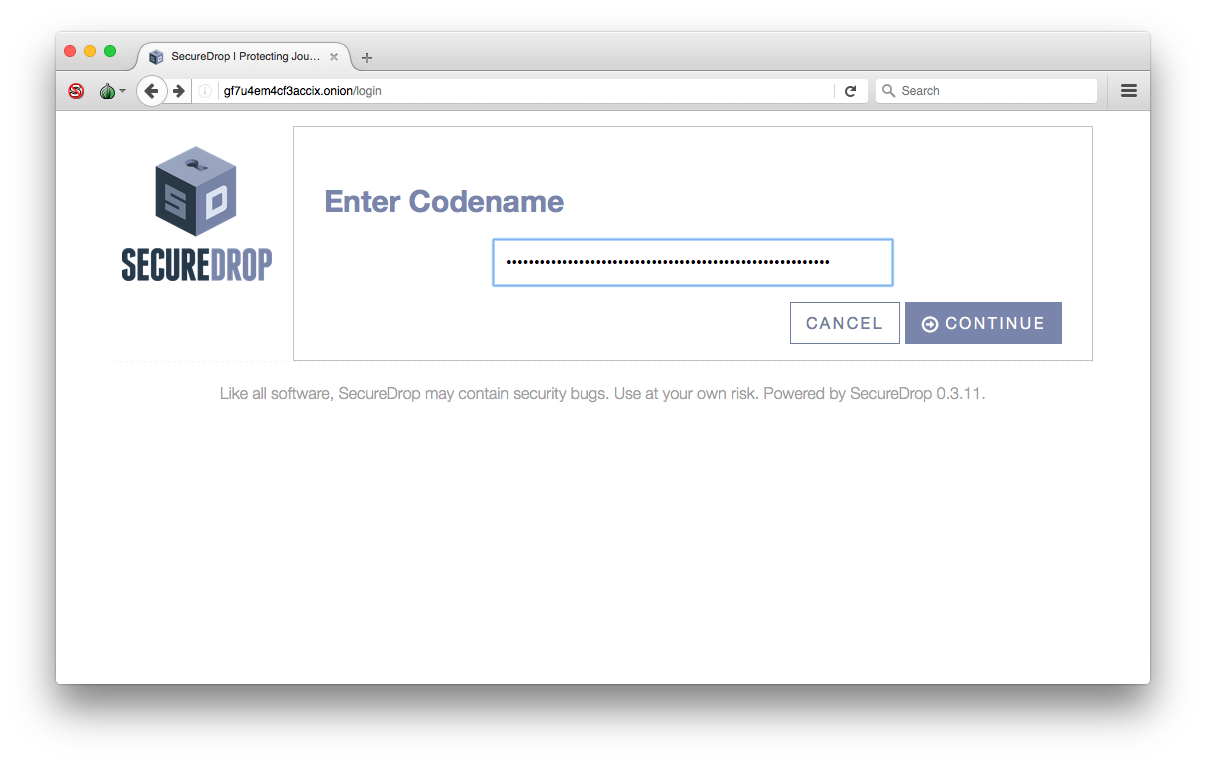 SecureDrop | Protecting Jou...
gf7u4em4cf3accix.onion/login
Search
SD
SECUREDROP
Enter Codename
••••••••••••••••••••••••••••••••••••••••••••••••••••••••••
CANCEL
CONTINUE
Like all software, SecureDrop may contain security bugs. Use at your own risk. Powered by SecureDrop 0.3.11.